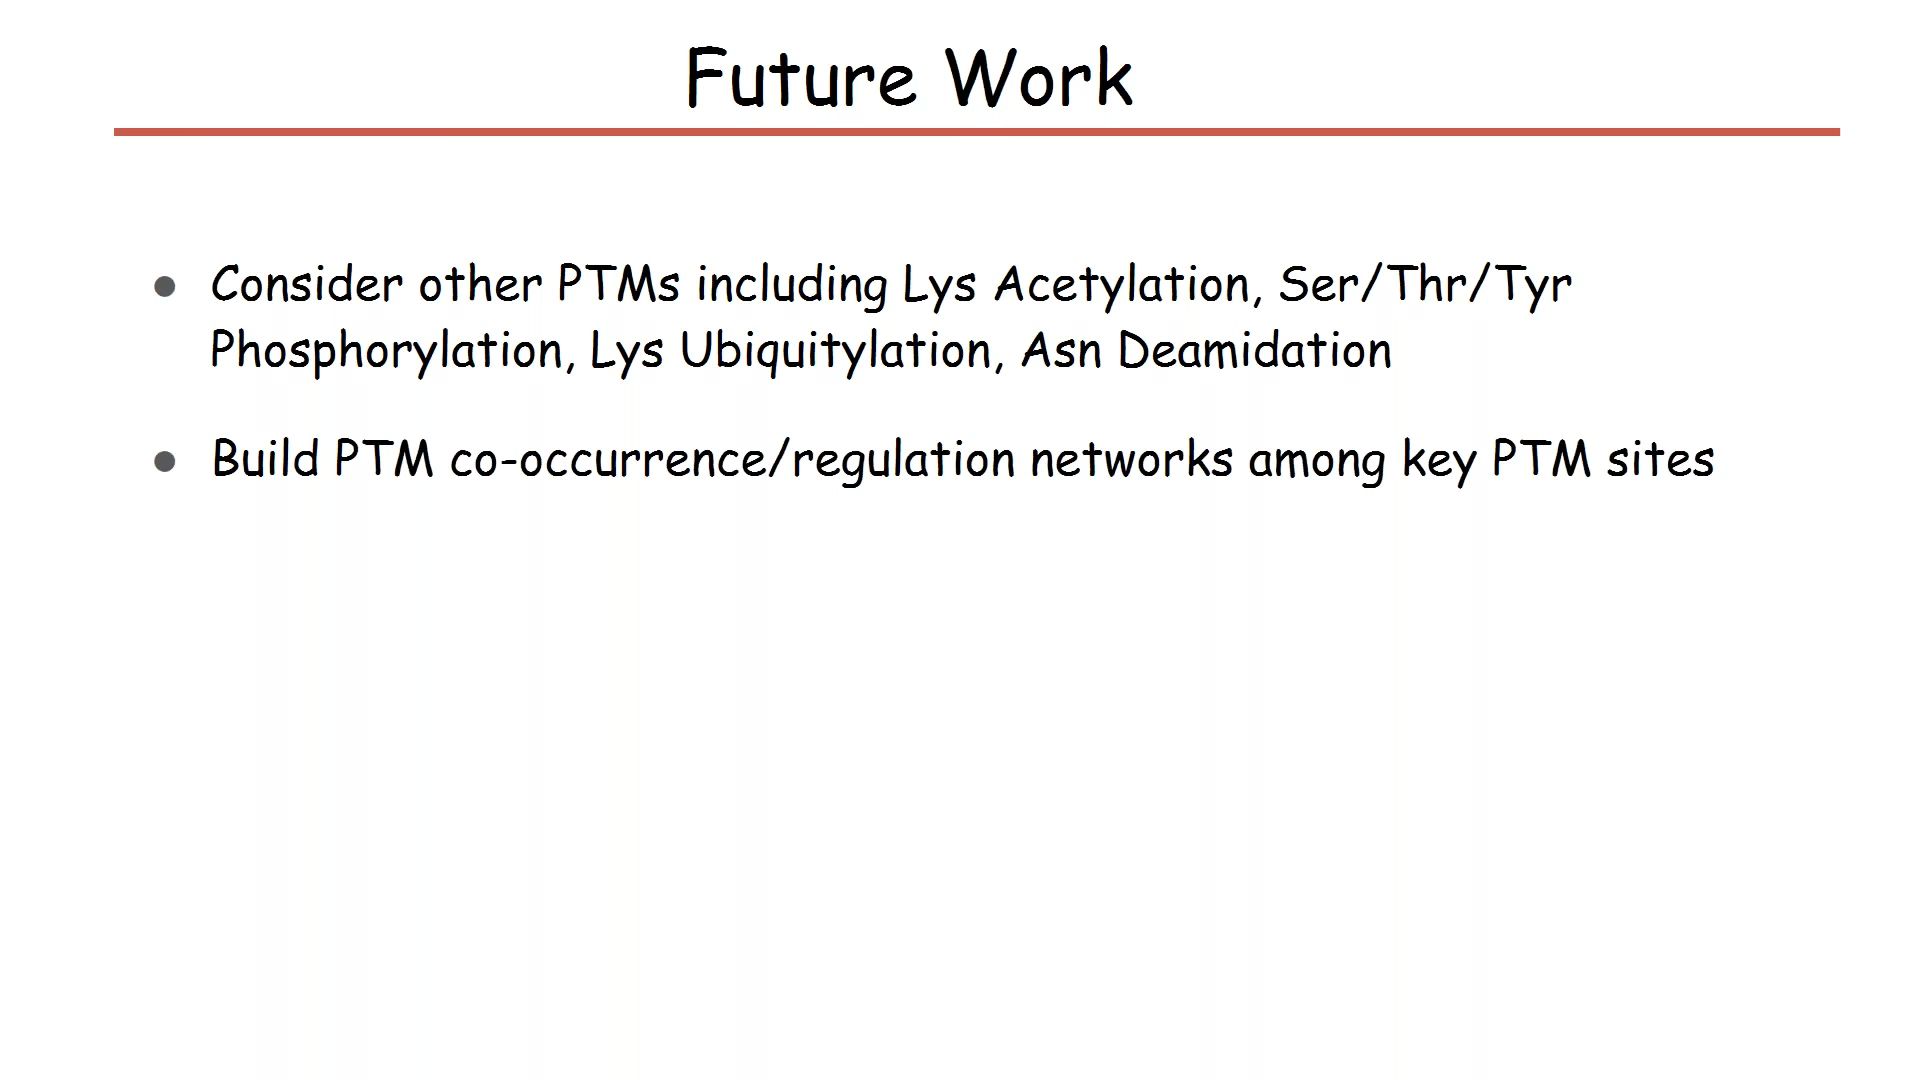 Future Work
● Consider other PTMs including Lys Acetylation, Ser/Thr/Tyr
Phosphorylation, Lys Ubiquitylation, Asn Deamidation
● Build PTM co-occurrence/regulation networks among key PTM sites